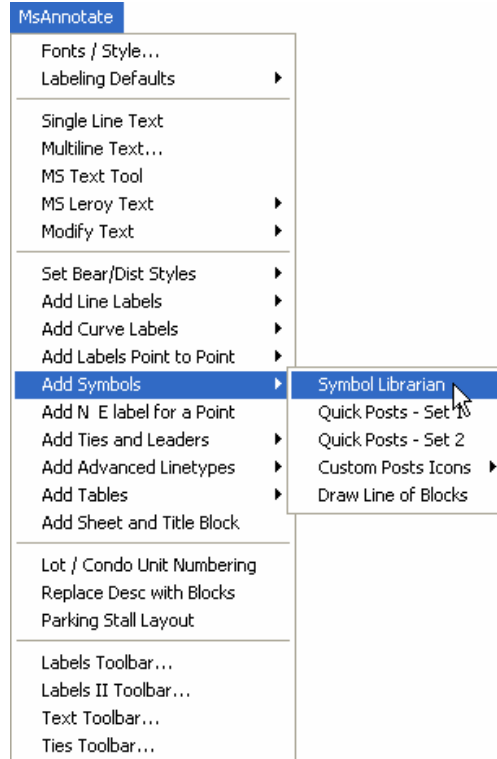 MsAnnotate
Fonts / Style...
Labeling Defaults
Single Line Text
Multiline Text...
MS Text Tool
MS Leroy Text
Modify Text
Set Bear/Dist Styles
Add Line Labels
Add Curve Labels
Add Labels Point to Point
Add Symbols
Add N E label for a Point
Add Ties and Leaders
Add Advanced Linetypes
Add Tables
Add Sheet and Title Block
Lot / Condo Unit Numbering
Replace Desc with Blocks
Parking Stall Layout
Labels Toolbar...
Labels II Toolbar...
Text Toolbar...
Ties Toolbar...
Symbol Librarian
Quick Posts - Set 1
Quick Posts - Set 2
Custom Posts Icons
Draw Line of Blocks